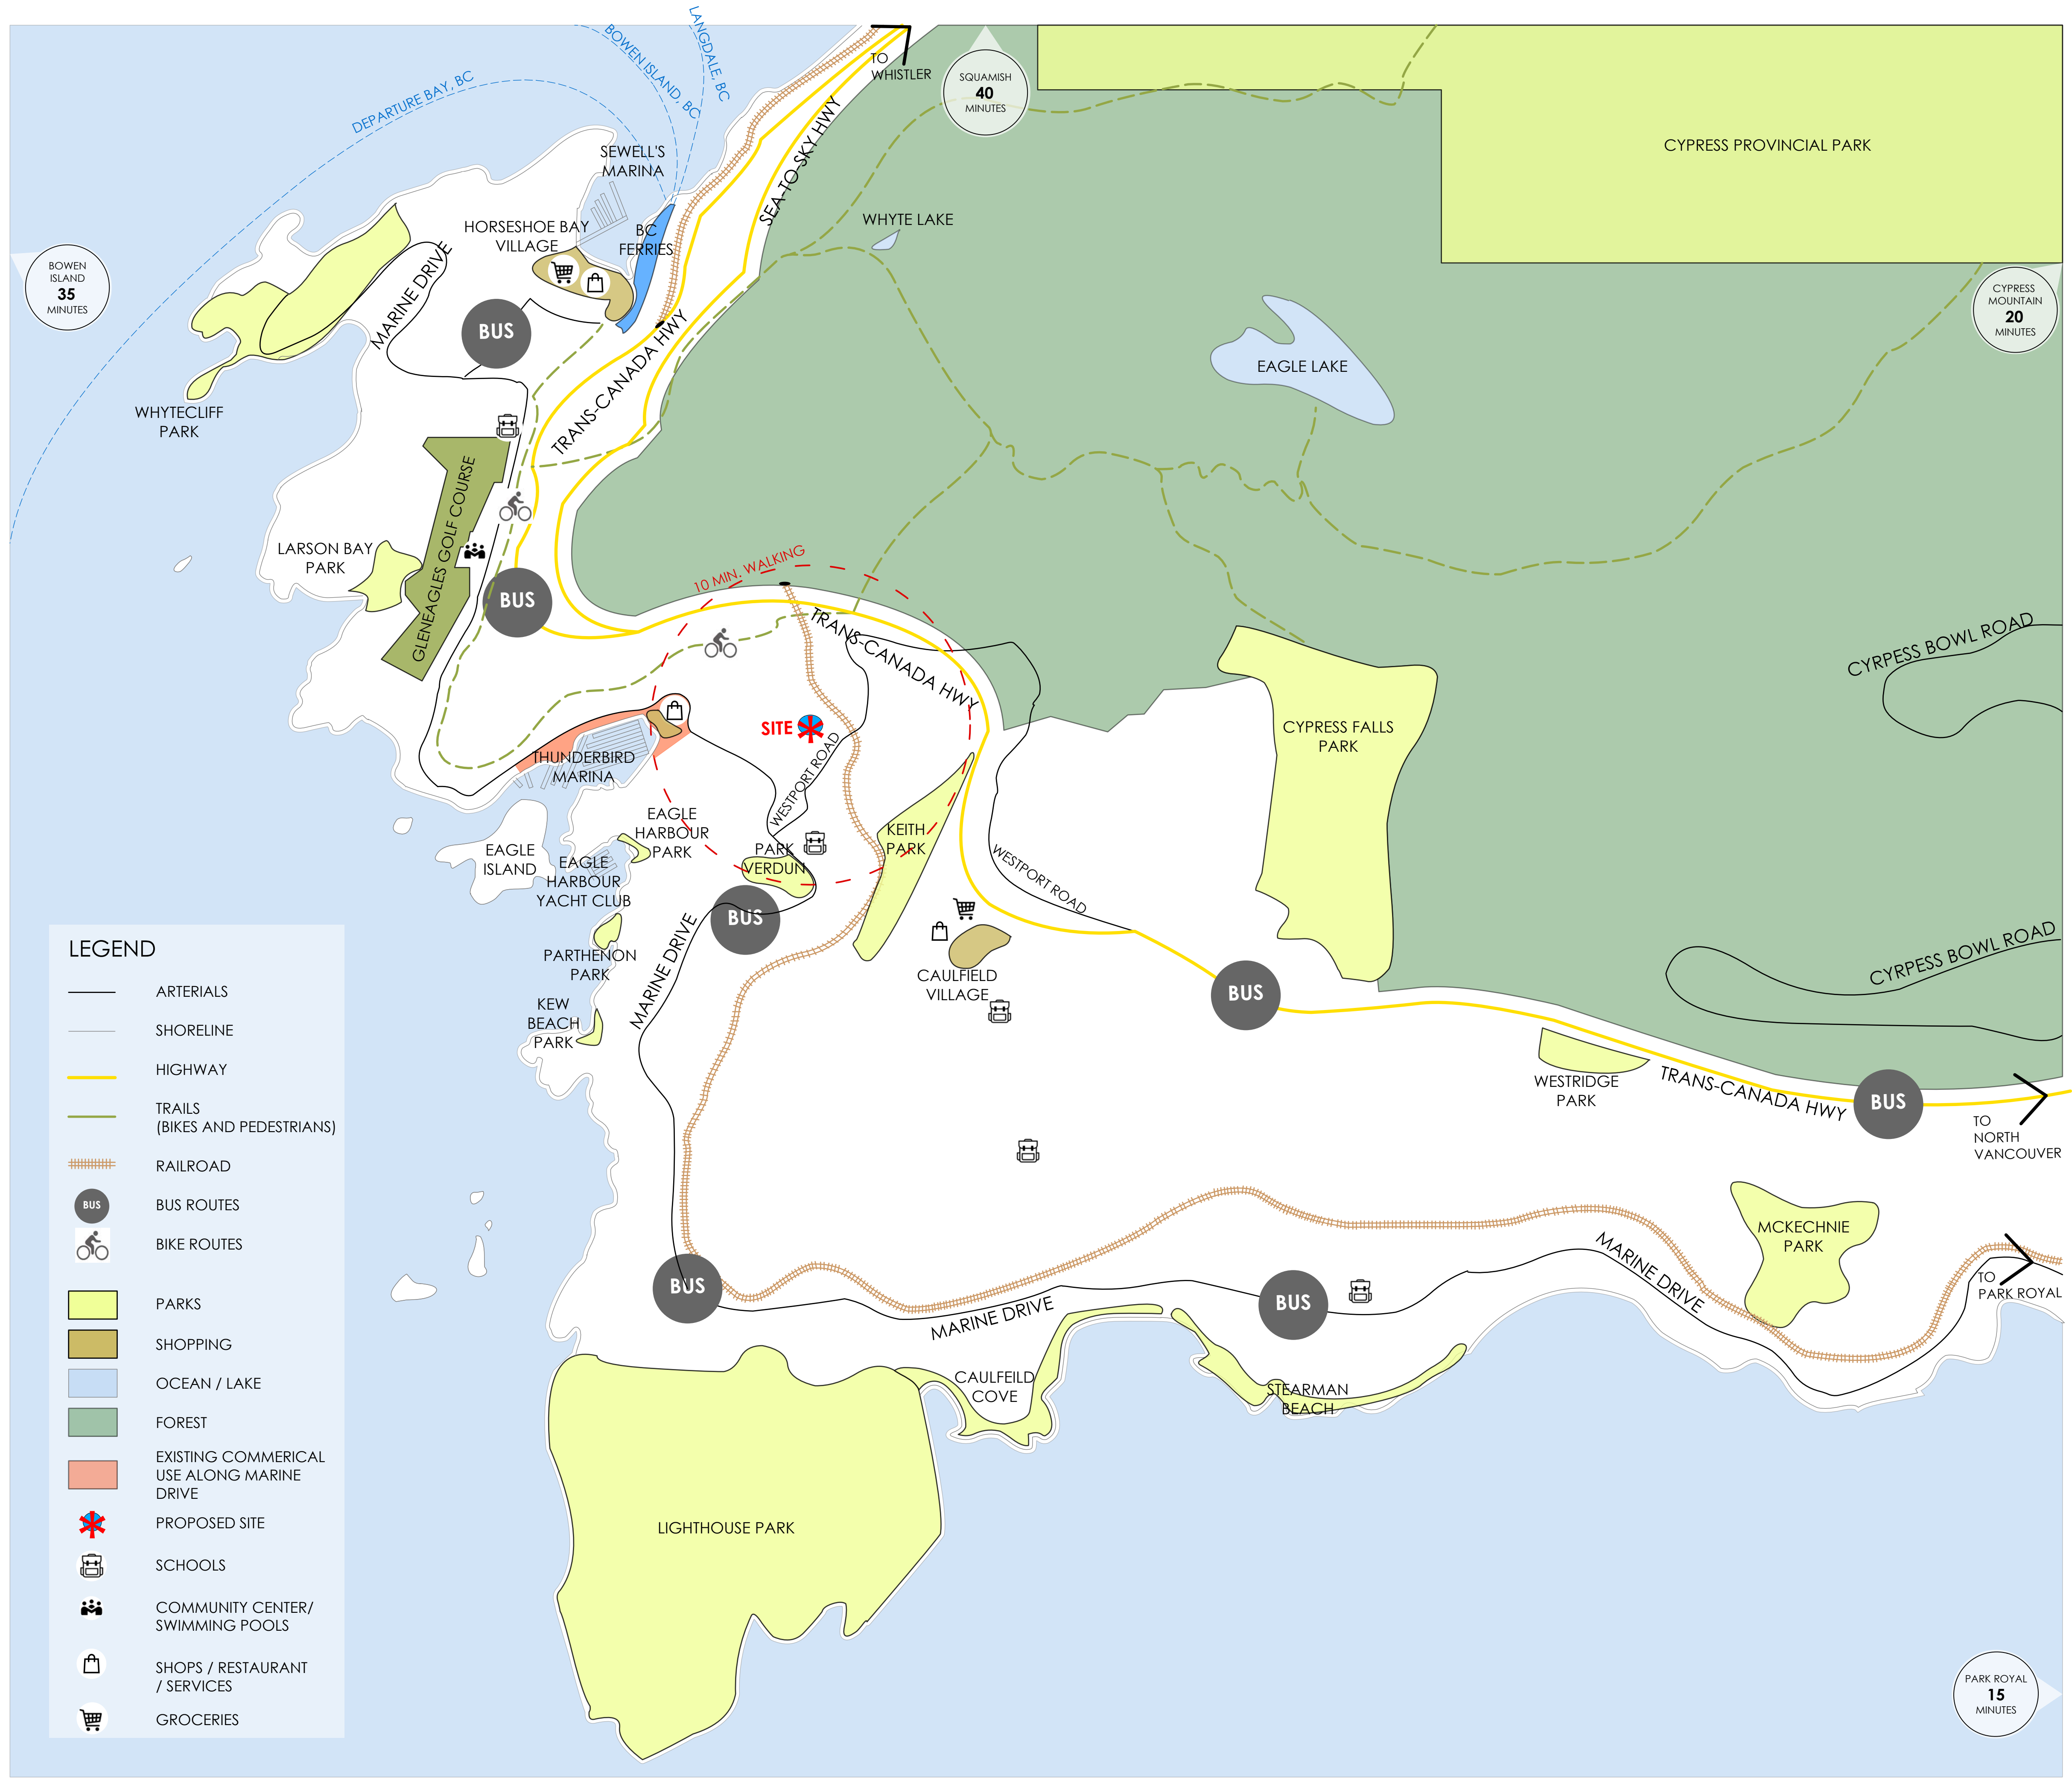 LANGDALE, BC
BOWEN ISLAND, BC
DEPARTURE BAY, BC
TO
WHISTLER
SQUAMISH
40
MINUTES
CYPRESS PROVINCIAL PARK
SEWELL'S
MARINA
SEA-TO-SKY HWY
HORSESHOE BAY
VILLAGE
BC
FERRIES
WHYTE LAKE
MARINE DRIVE
BOWEN
ISLAND
35
MINUTES
CYPRESS
MOUNTAIN
20
MINUTES
BUS
TRANS-CANADA HWY
EAGLE LAKE
WHYTECLIFF
PARK
GLENEAGLES GOLF COURSE
LARSON BAY
PARK
BUS
10 MIN. WALKING
TRANS-CANADA HWY
CYRPESS BOWL ROAD
SITE
CYPRESS FALLS
PARK
THUNDERBIRD
MARINA
WESTPORT ROAD
EAGLE
HARBOUR
PARK
KEITH
PARK
PARK
VERDUN
EAGLE
ISLAND
EAGLE
HARBOUR
YACHT CLUB
WESTPORT ROAD
BUS
MARINE DRIVE
PARTHENON
PARK
CAULFIELD
VILLAGE
BUS
CYRPESS BOWL ROAD
KEW
BEACH
PARK
WESTRIDGE
PARK
TRANS-CANADA HWY
BUS
TO
NORTH
VANCOUVER
MCKECHNIE
PARK
MARINE DRIVE
TO
PARK ROYAL
BUS
MARINE DRIVE
BUS
CAULFEILD
COVE
STEARMAN
BEACH
LIGHTHOUSE PARK
PARK ROYAL
15
MINUTES
LEGEND
ARTERIALS
SHORELINE
HIGHWAY
TRAILS
(BIKES AND PEDESTRIANS)
RAILROAD
BUS
BUS ROUTES
BIKE ROUTES
PARKS
SHOPPING
OCEAN / LAKE
FOREST
EXISTING COMMERICAL
USE ALONG MARINE
DRIVE
PROPOSED SITE
SCHOOLS
COMMUNITY CENTER/
SWIMMING POOLS
SHOPS / RESTAURANT
/ SERVICES
GROCERIES